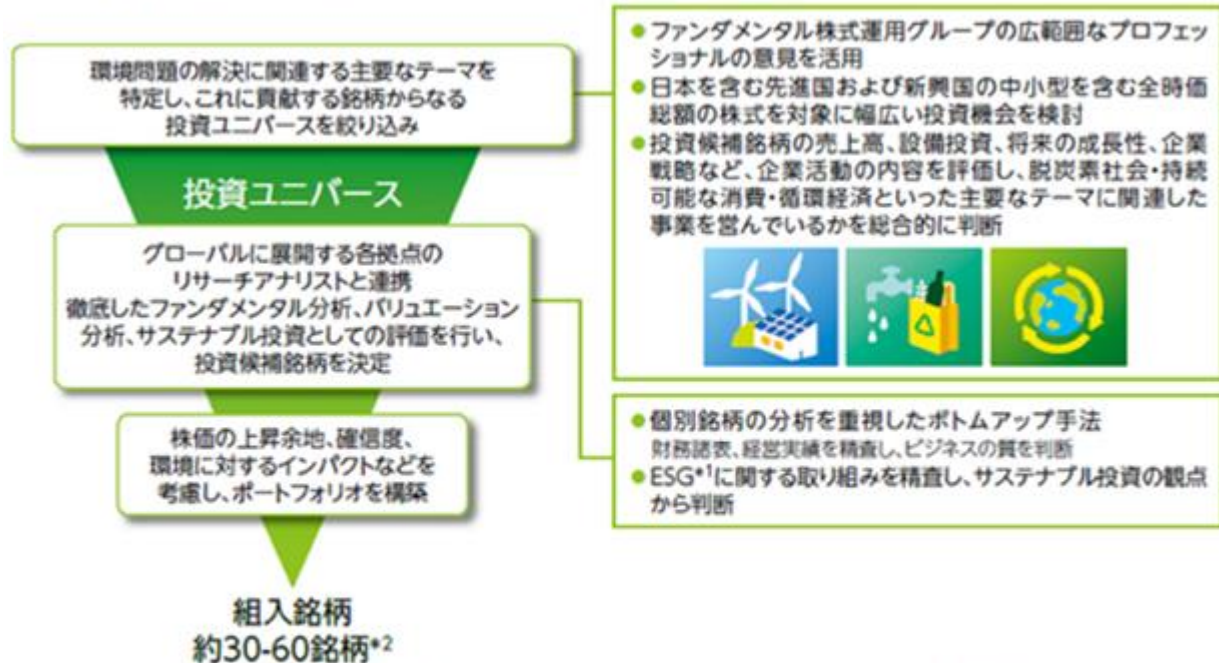 環境問題の解決に関連する主要なテーマを
特定し、これに貢献する銘柄からなる
投資ユニバースを絞り込み
●ファンダメンタル株式運用グループの広範囲なプロフェッ
ショナルの意見を活用
●日本を含む先進国および新興国の中小型を含む全時価
総額の株式を対象に幅広い投資機会を検討
●投資候補銘柄の売上高、設備投資、将来の成長性、企業
戦略など、企業活動の内容を評価し、脱炭素社会・持続
可能な消費・循環経済といった主要なテーマに関連した
事業を営んでいるかを総合的に判断
投資ユニバース
グローバルに展開する各拠点の
リサーチアナリストと連携
徹底したファンダメンタル分析、バリュエーション
分析、サステナブル投資としての評価を行い、
投資候補銘柄を決定
●個別銘柄の分析を重視したボトムアップ手法
財務諸表、経営実績を精査し、ビジネスの質を判断
●ESG*1に関する取り組みを精査し、サステナブル投資の観点
から判断
株価の上昇余地、確信度、
環境に対するインパクトなどを
考慮し、ポートフォリオを構築
組入銘柄
約30-60銘柄*2